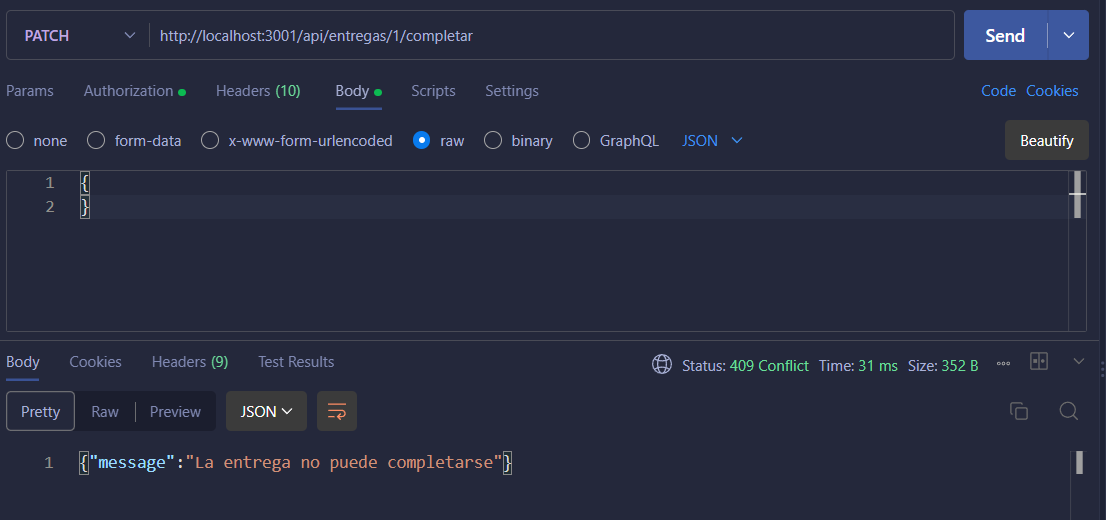 PATCH http://localhost:3001/api/entregas/1/completar Send
Params Authorization Headers (10) Body Scripts Settings Code Cookies
none form-data x-www-form-urlencoded raw binary GraphQL JSON Beautify
1 {
2 }
Body Cookies Headers (9) Test Results Status: 409 Conflict Time: 31 ms Size: 352 B
Pretty Raw Preview JSON
1 {"message":"La entrega no puede completarse"}